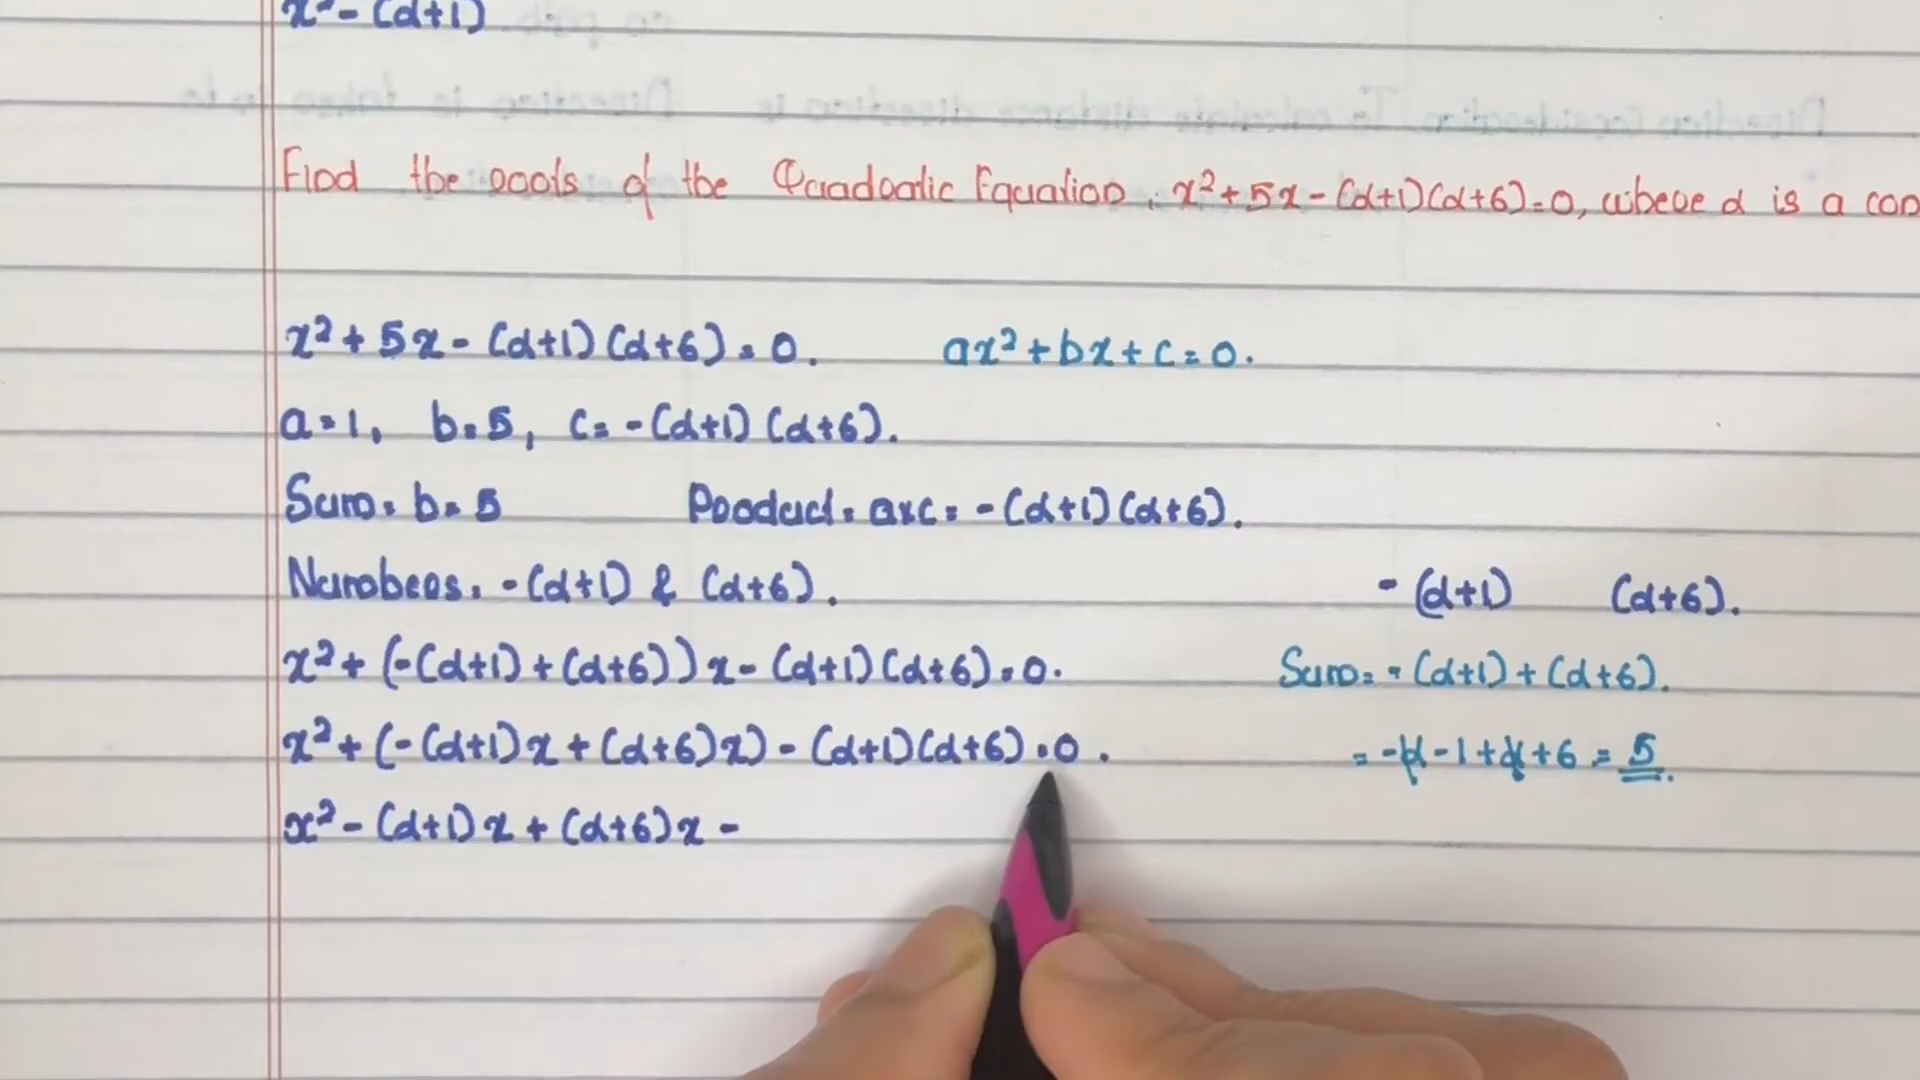 x² - (α+1)
Find the roots of the Quadratic Equation, x² + 5x - (α+1)(α+6) = 0, where α is a con
x² + 5x - (α+1)(α+6) = 0. ax² + bx + c = 0.
a = 1, b = 5, c = -(α+1)(α+6).
Sum = b = 5 Product = a×c = -(α+1)(α+6).
Numbers = -(α+1) & (α+6). -(α+1) (α+6).
x² + (-(α+1) + (α+6))x - (α+1)(α+6) = 0. Sum = -(α+1) + (α+6).
x² + (-(α+1)x + (α+6)x) - (α+1)(α+6) = 0. = -α - 1 + α + 6 = 5.
x² - (α+1)x + (α+6)x -